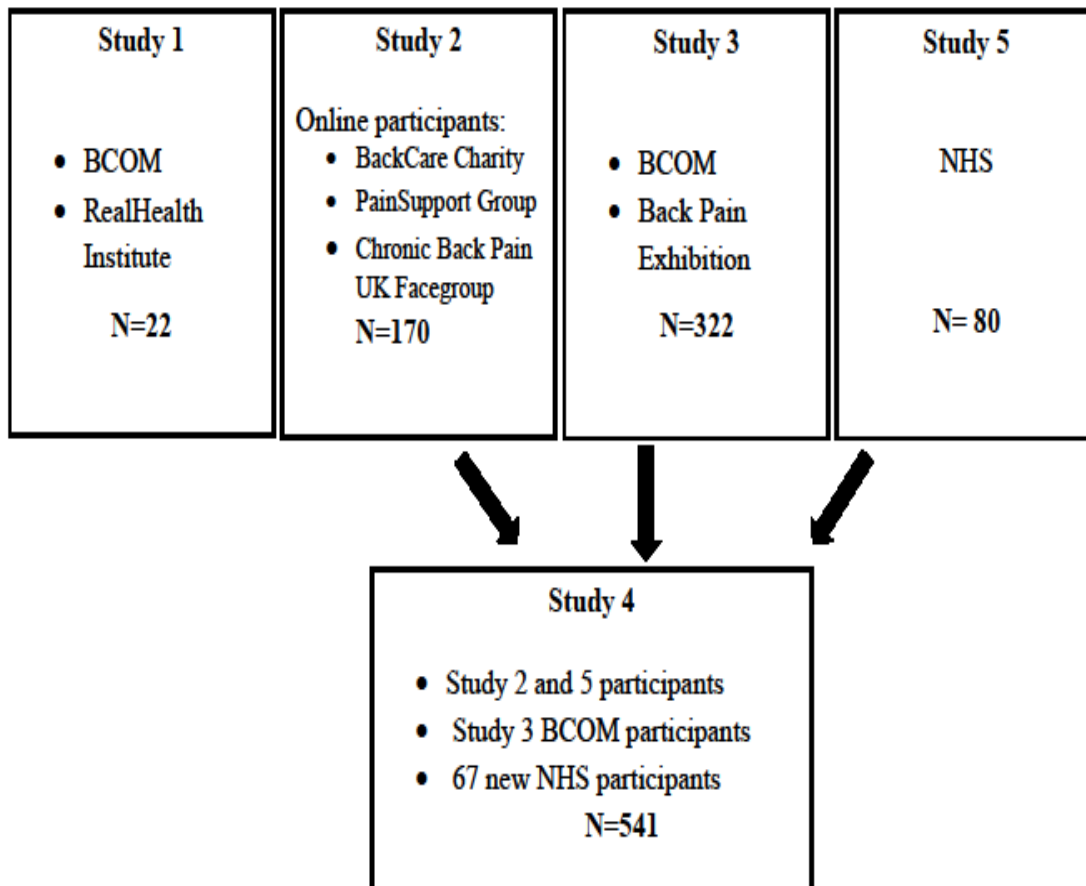 Study 1
• BCOM
• RealHealth
Institute
N=22
Study 2
Online participants:
• BackCare Charity
• PainSupport Group
• Chronic Back Pain
UK Facegroup
N=170
Study 3
• BCOM
• Back Pain
Exhibition
N=322
Study 5
NHS
N= 80
Study 4
• Study 2 and 5 participants
• Study 3 BCOM participants
• 67 new NHS participants
N=541